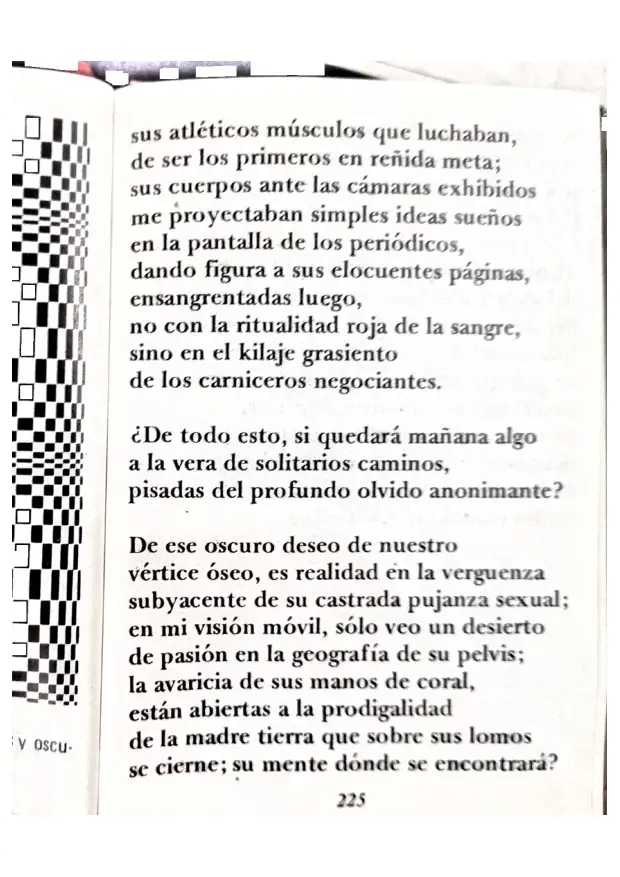 sus atléticos músculos que luchaban,
de ser los primeros en reñida meta;
sus cuerpos ante las cámaras exhibidos
me proyectaban simples ideas sueños
en la pantalla de los periódicos,
dando figura a sus elocuentes páginas,
ensangrentadas luego,
no con la ritualidad roja de la sangre,
sino en el kilaje grasiento
de los carniceros negociantes.
¿De todo esto, si quedará mañana algo
a la vera de solitarios caminos,
pisadas del profundo olvido anonimante?
De ese oscuro deseo de nuestro
vértice óseo, es realidad en la verguenza
subyacente de su castrada pujanza sexual;
en mi visión móvil, sólo veo un desierto
de pasión en la geografía de su pelvis;
la avaricia de sus manos de coral,
están abiertas a la prodigalidad
de la madre tierra que sobre sus lomos
se cierne; su mente dónde se encontrará?
225
y oscu-